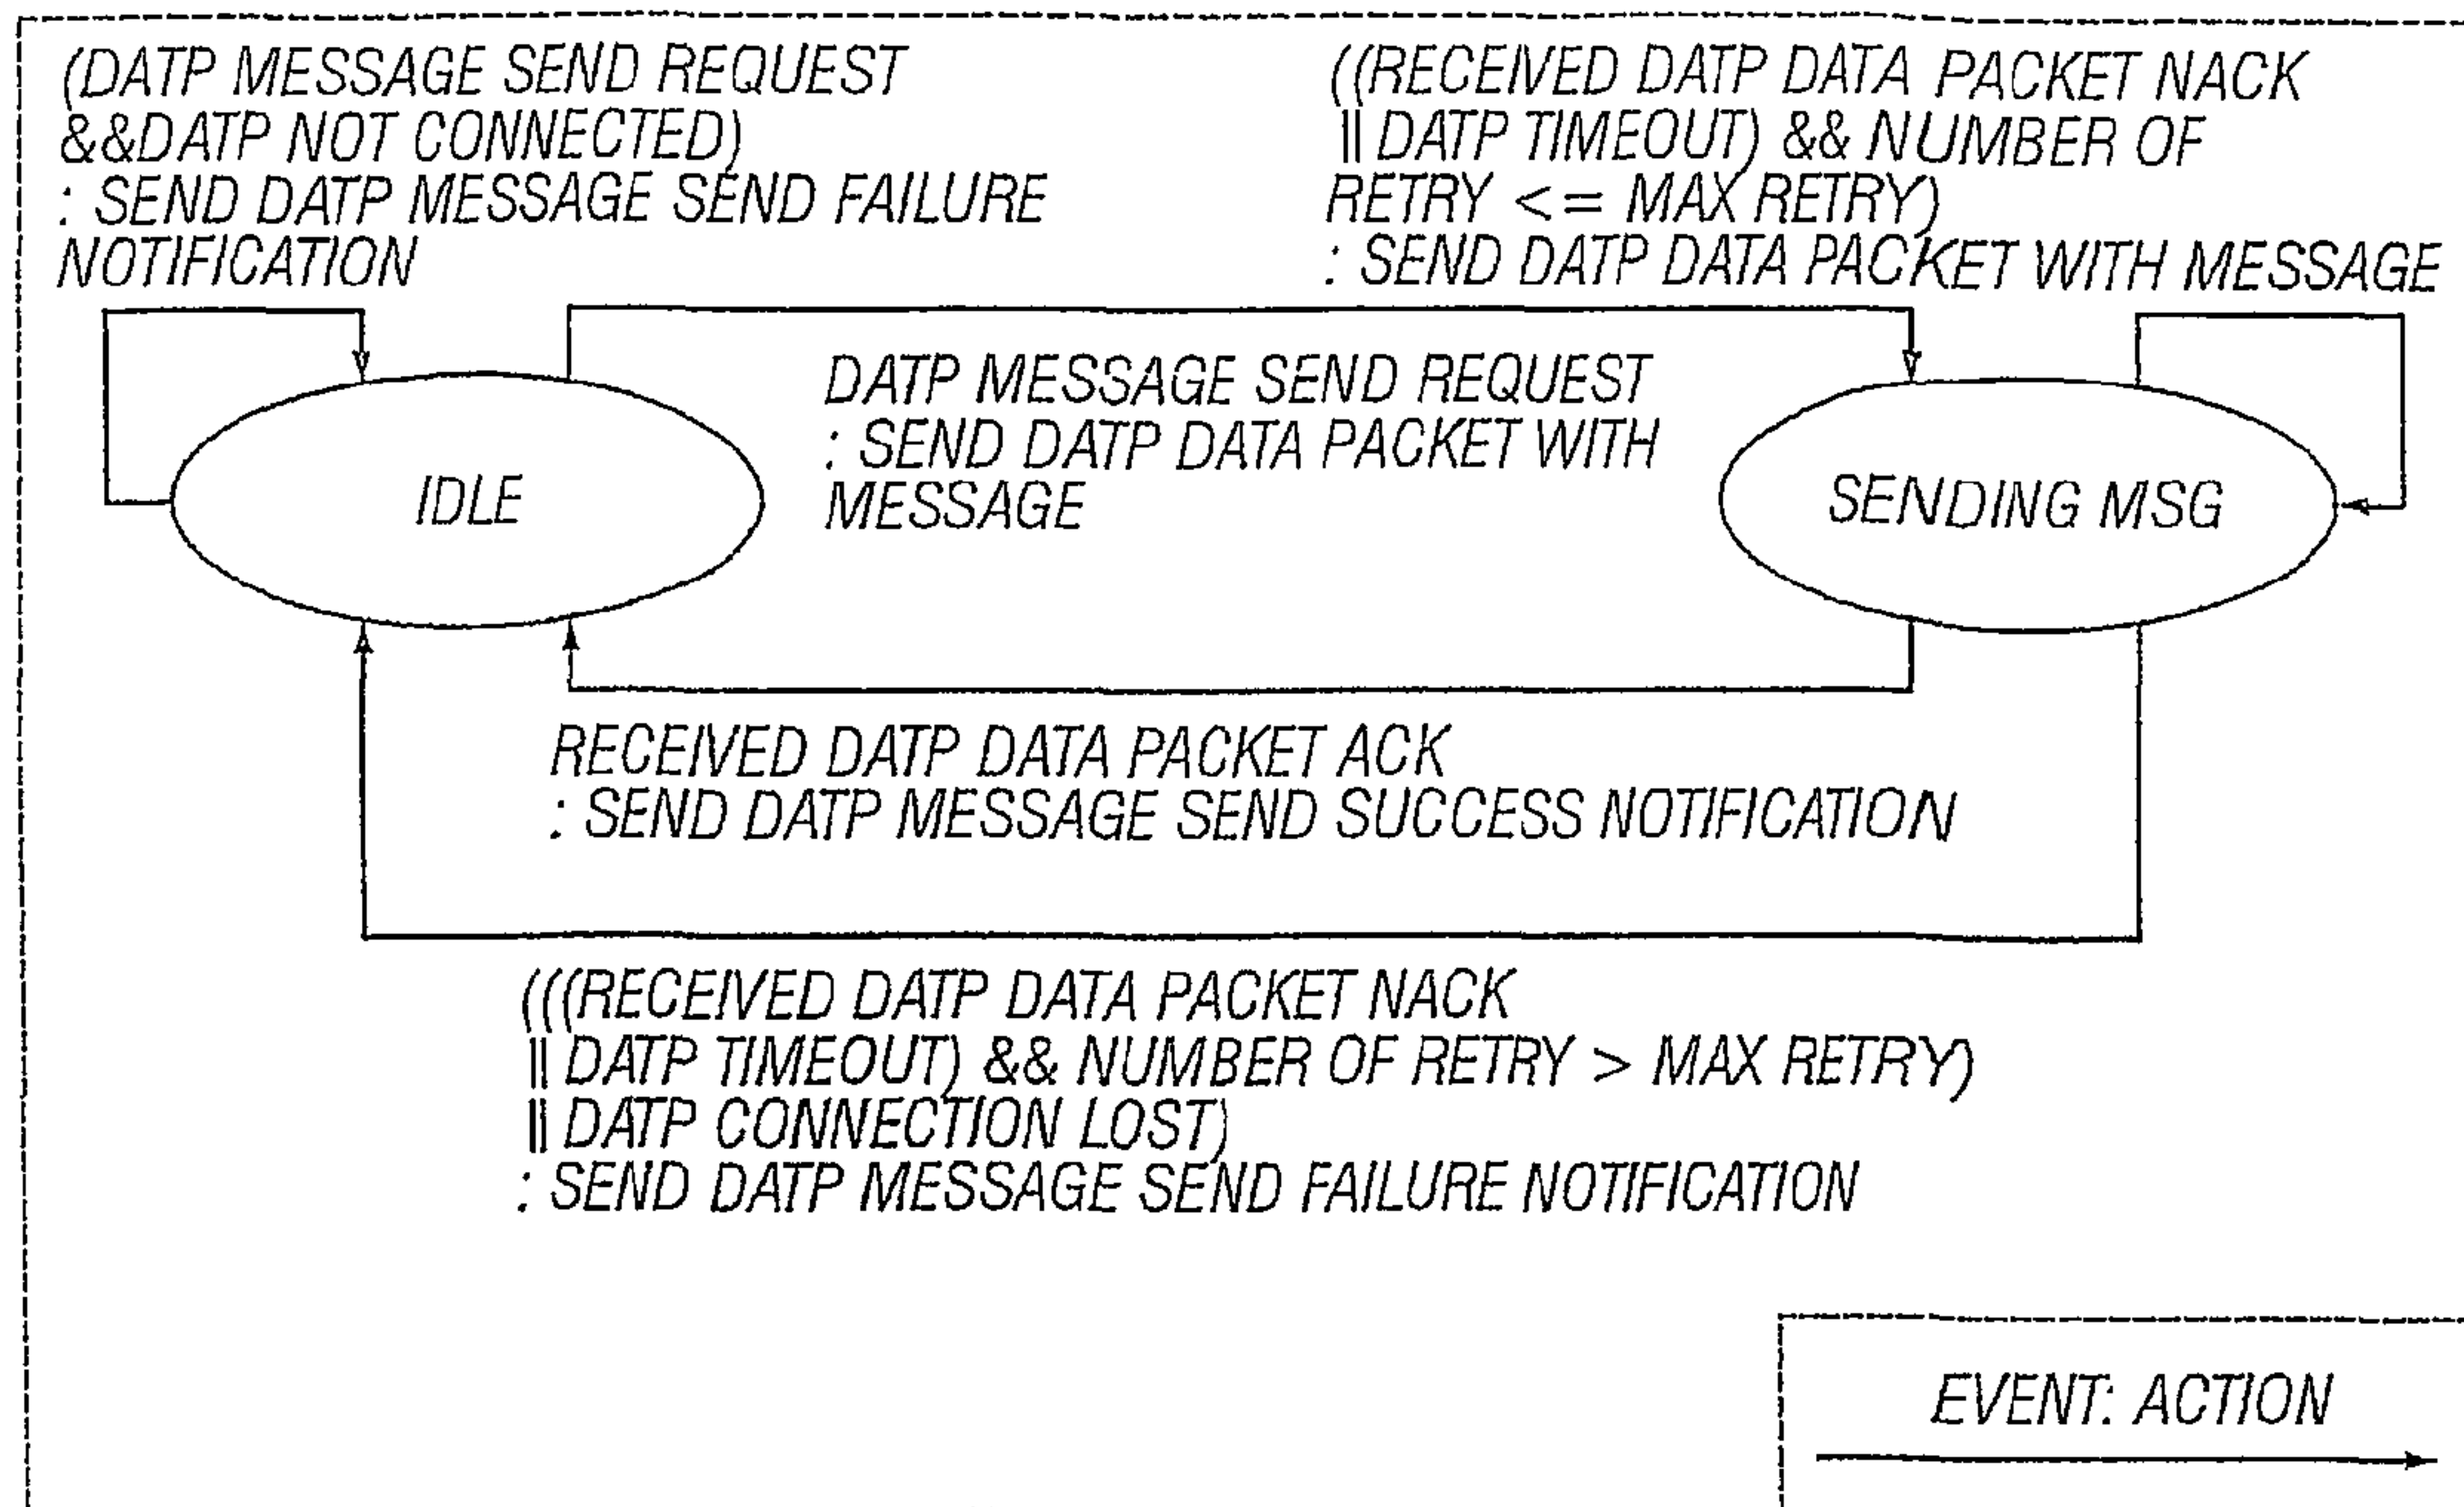 (DATP MESSAGE SEND REQUEST
&&DATP NOT CONNECTED)
: SEND DATP MESSAGE SEND FAILURE
NOTIFICATION
((RECEIVED DATP DATA PACKET NACK
|| DATP TIMEOUT) && NUMBER OF
RETRY <= MAX RETRY)
: SEND DATP DATA PACKET WITH MESSAGE
DATP MESSAGE SEND REQUEST
: SEND DATP DATA PACKET WITH
MESSAGE
IDLE
SENDING MSG
RECEIVED DATP DATA PACKET ACK
: SEND DATP MESSAGE SEND SUCCESS NOTIFICATION
(((RECEIVED DATP DATA PACKET NACK
|| DATP TIMEOUT) && NUMBER OF RETRY > MAX RETRY)
|| DATP CONNECTION LOST)
: SEND DATP MESSAGE SEND FAILURE NOTIFICATION
EVENT: ACTION